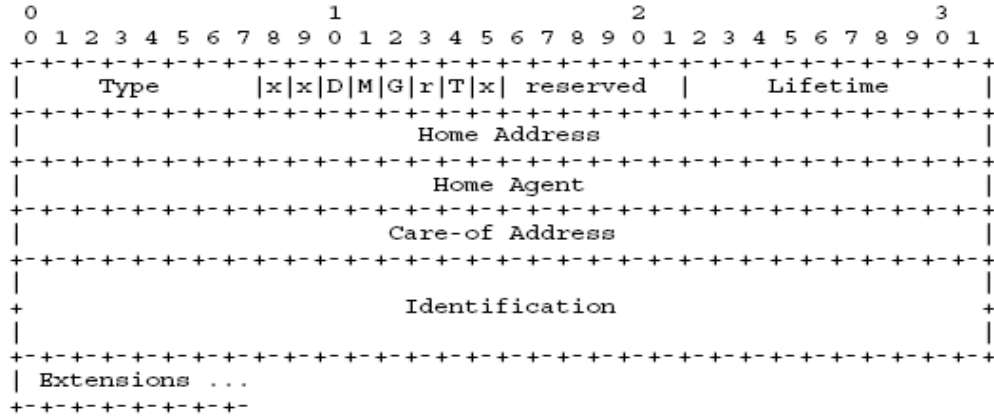 0                   1                   2                   3
0 1 2 3 4 5 6 7 8 9 0 1 2 3 4 5 6 7 8 9 0 1 2 3 4 5 6 7 8 9 0 1
+-+-+-+-+-+-+-+-+-+-+-+-+-+-+-+-+-+-+-+-+-+-+-+-+-+-+-+-+-+-+-+-+
|     Type      |x|x|D|M|G|r|T|x| reserved  |     Lifetime      |
+-+-+-+-+-+-+-+-+-+-+-+-+-+-+-+-+-+-+-+-+-+-+-+-+-+-+-+-+-+-+-+-+
|                          Home Address                         |
+-+-+-+-+-+-+-+-+-+-+-+-+-+-+-+-+-+-+-+-+-+-+-+-+-+-+-+-+-+-+-+-+
|                           Home Agent                          |
+-+-+-+-+-+-+-+-+-+-+-+-+-+-+-+-+-+-+-+-+-+-+-+-+-+-+-+-+-+-+-+-+
|                        Care-of Address                        |
+-+-+-+-+-+-+-+-+-+-+-+-+-+-+-+-+-+-+-+-+-+-+-+-+-+-+-+-+-+-+-+-+
|                                                               |
+                         Identification                        +
|                                                               |
+-+-+-+-+-+-+-+-+-+-+-+-+-+-+-+-+-+-+-+-+-+-+-+-+-+-+-+-+-+-+-+-+
| Extensions ...
+-+-+-+-+-+-+-+-